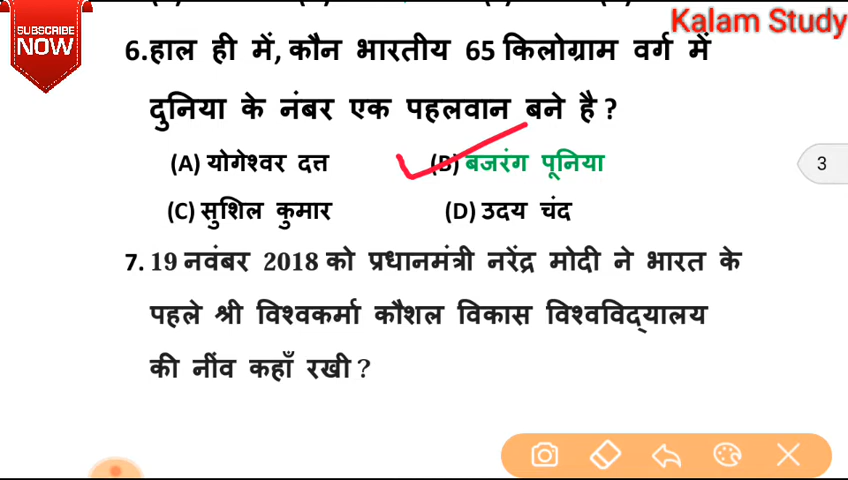 SUBSCRIBE
NOW
Kalam Study
6.हाल ही में, कौन भारतीय 65 किलोग्राम वर्ग में
दुनिया के नंबर एक पहलवान बने है ?
(A) योगेश्वर दत्त (B) बजरंग पूनिया
3
(C) सुशिल कुमार (D) उदय चंद
7. 19 नवंबर 2018 को प्रधानमंत्री नरेंद्र मोदी ने भारत के
पहले श्री विश्वकर्मा कौशल विकास विश्वविद्यालय
की नींव कहाँ रखी ?